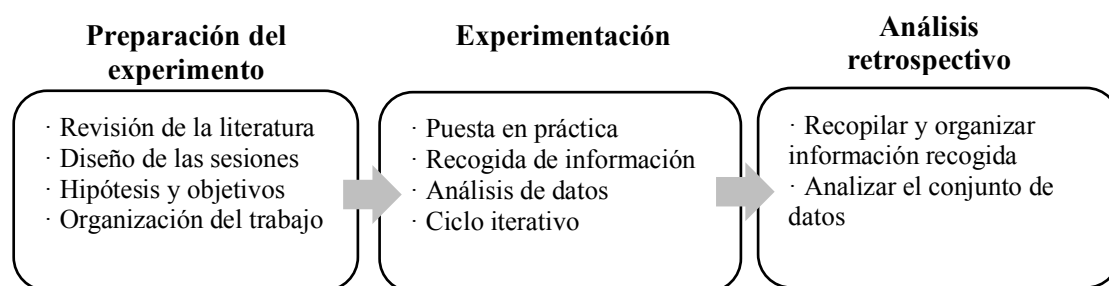 Preparación del
experimento
· Revisión de la literatura
· Diseño de las sesiones
· Hipótesis y objetivos
· Organización del trabajo
Experimentación
· Puesta en práctica
· Recogida de información
· Análisis de datos
· Ciclo iterativo
Análisis
retrospectivo
· Recopilar y organizar
información recogida
· Analizar el conjunto de
datos